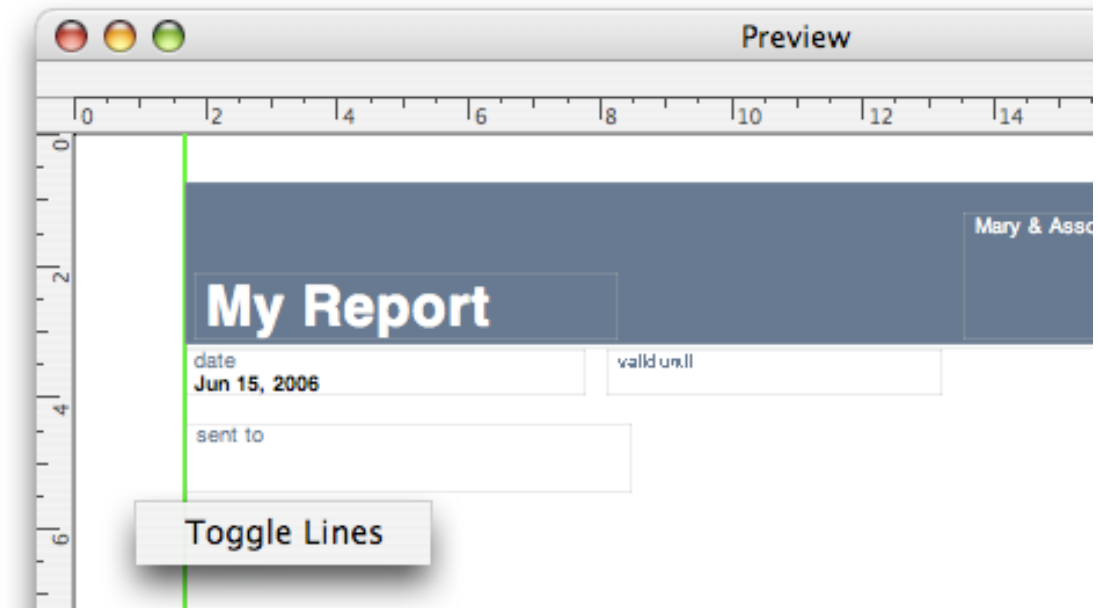 Preview
0 2 4 6 8 10 12 14
0
2
Mary & Asso
My Report
date
valid until
Jun 15, 2006
4
sent to
Toggle Lines
6